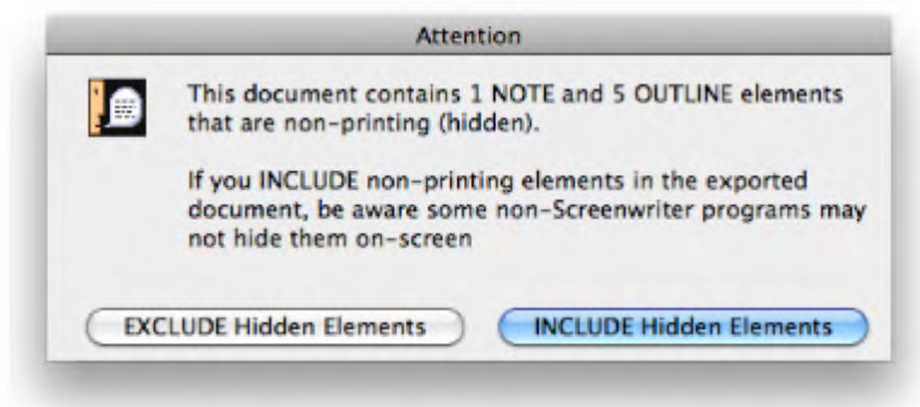 Attention
This document contains 1 NOTE and 5 OUTLINE elements
that are non-printing (hidden).
If you INCLUDE non-printing elements in the exported
document, be aware some non-Screenwriter programs may
not hide them on-screen
EXCLUDE Hidden Elements
INCLUDE Hidden Elements